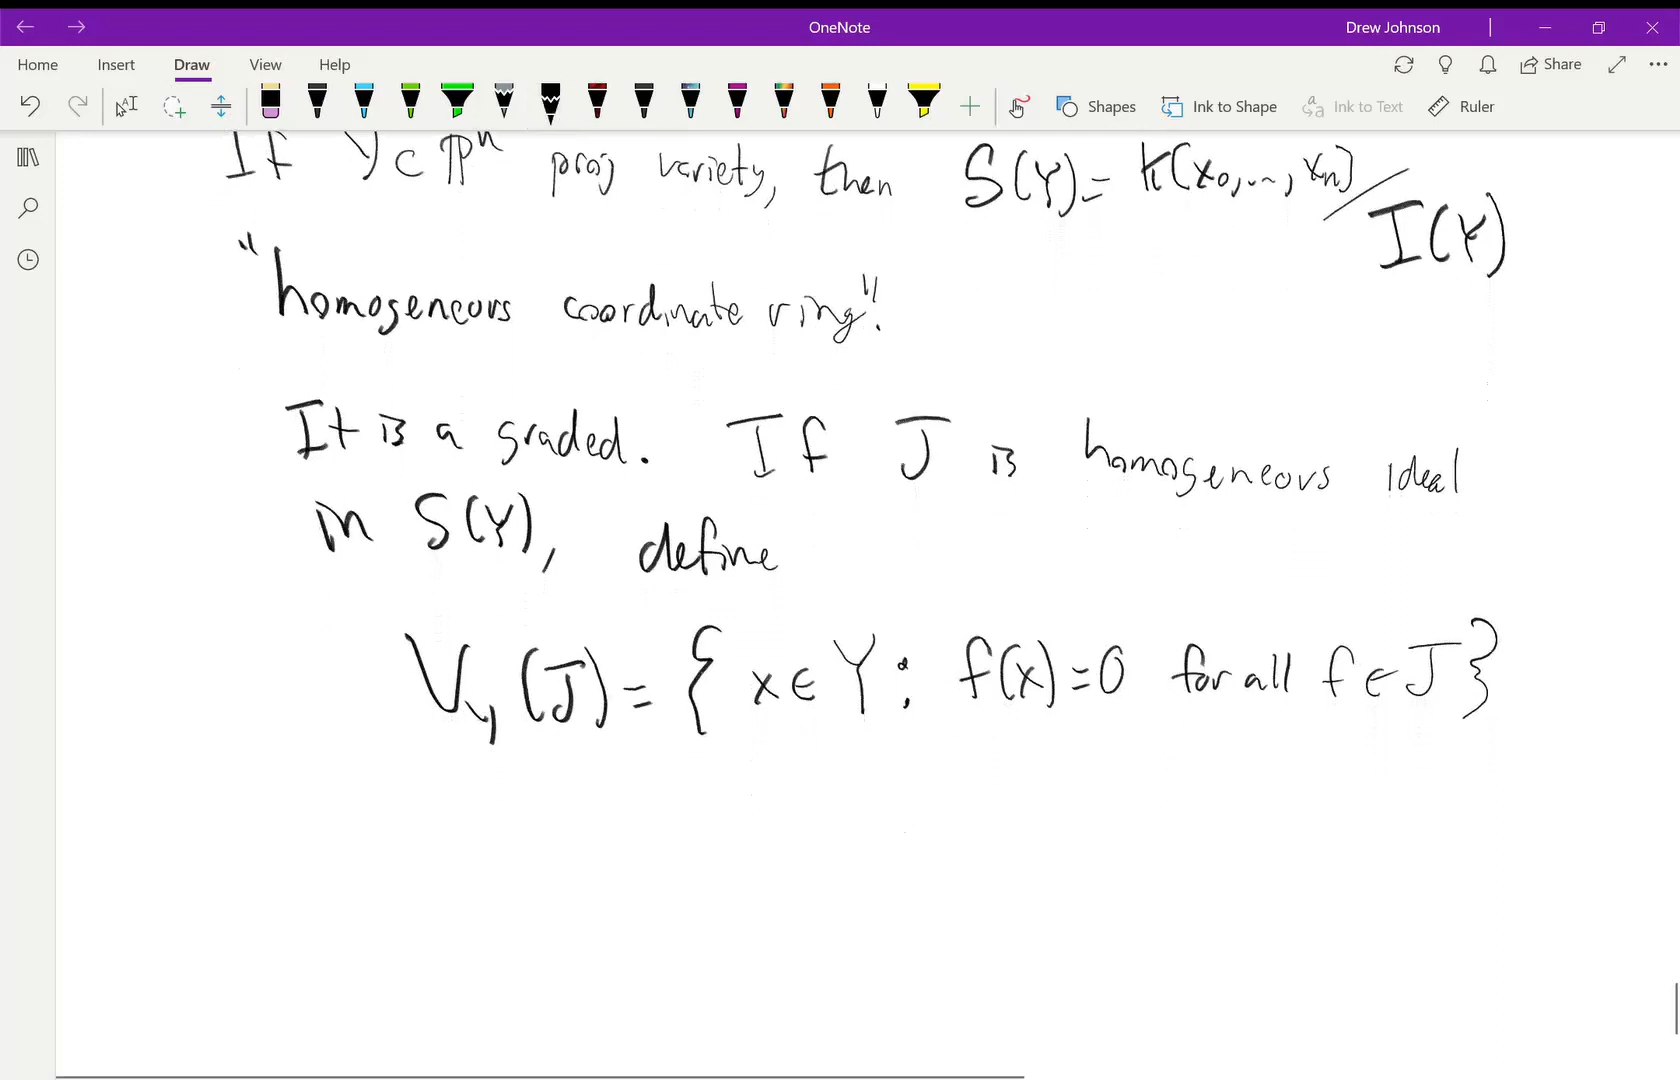 OneNote
Drew Johnson
Home Insert Draw View Help
Share
Shapes Ink to Shape Ink to Text Ruler
If Y ⊂ ℙⁿ proj variety, then S(Y) = k[x₀,...,xₙ] / I(Y)
"homogeneous coordinate ring".
It is a graded. If J is homogeneous ideal
in S(Y), define
V_Y(J) = { x ∈ Y : f(x) = 0 for all f ∈ J }